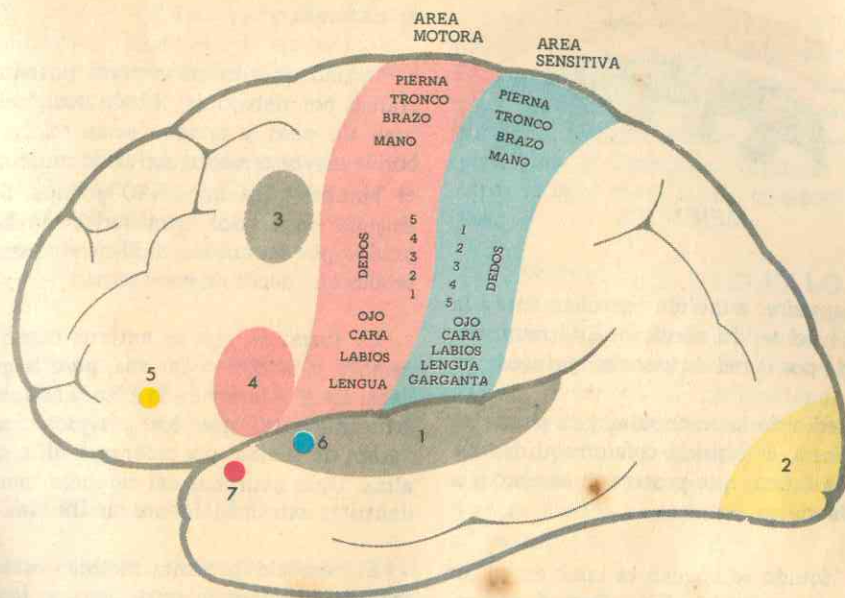 AREA
MOTORA
AREA
SENSITIVA
PIERNA
TRONCO
BRAZO
MANO
DEDOS
5
4
3
2
1
OJO
CARA
LABIOS
LENGUA
PIERNA
TRONCO
BRAZO
MANO
1
2
3
4
5
DEDOS
OJO
CARA
LABIOS
LENGUA
GARGANTA
3
5
4
6
1
7
2